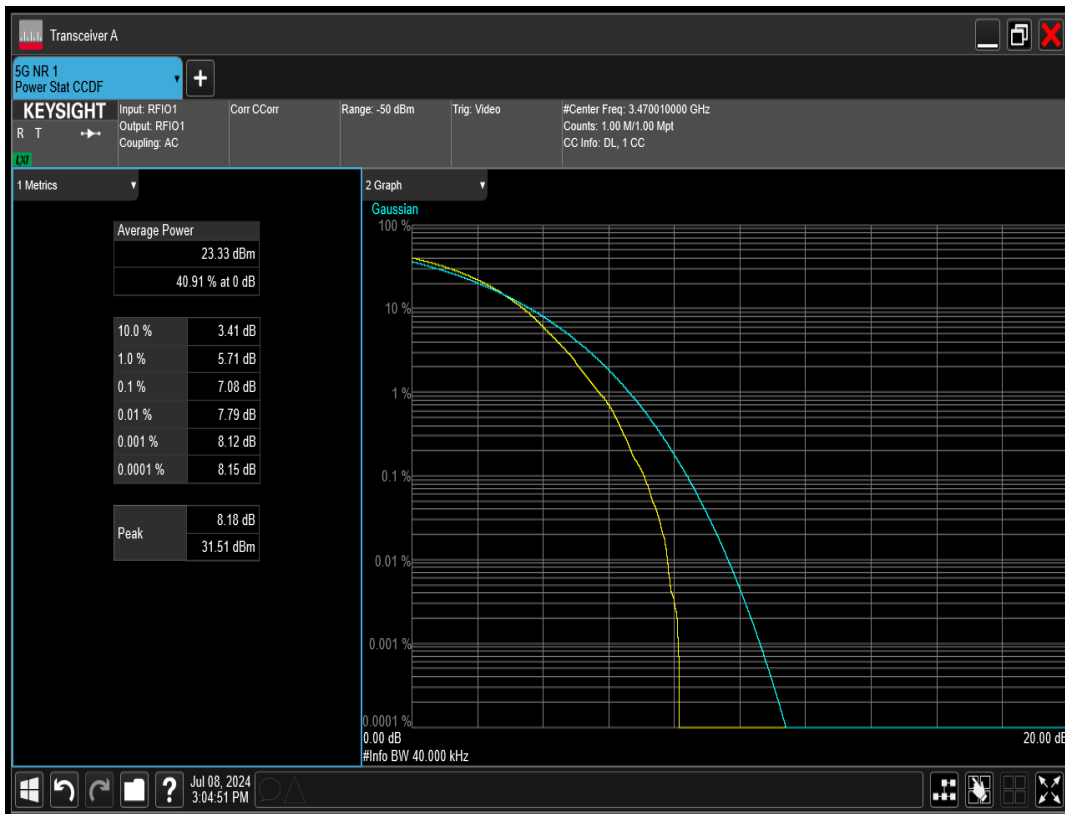 Transceiver A
5G NR 1
Power Stat CCDF
+
KEYSIGHT
R T
LXI
Input: RFIO1
Output: RFIO1
Coupling: AC
Corr CCorr
Range: -50 dBm
Trig: Video
#Center Freq: 3.470010000 GHz
Counts: 1.00 M/1.00 Mpt
CC Info: DL, 1 CC
1 Metrics
Average Power
23.33 dBm
40.91 % at 0 dB
10.0 % 3.41 dB
1.0 % 5.71 dB
0.1 % 7.08 dB
0.01 % 7.79 dB
0.001 % 8.12 dB
0.0001 % 8.15 dB
Peak
8.18 dB
31.51 dBm
2 Graph
Gaussian
100 %
10 %
1 %
0.1 %
0.01 %
0.001 %
0.0001 %
0.00 dB 20.00 dB
#Info BW 40.000 kHz
?
Jul 08, 2024
3:04:51 PM